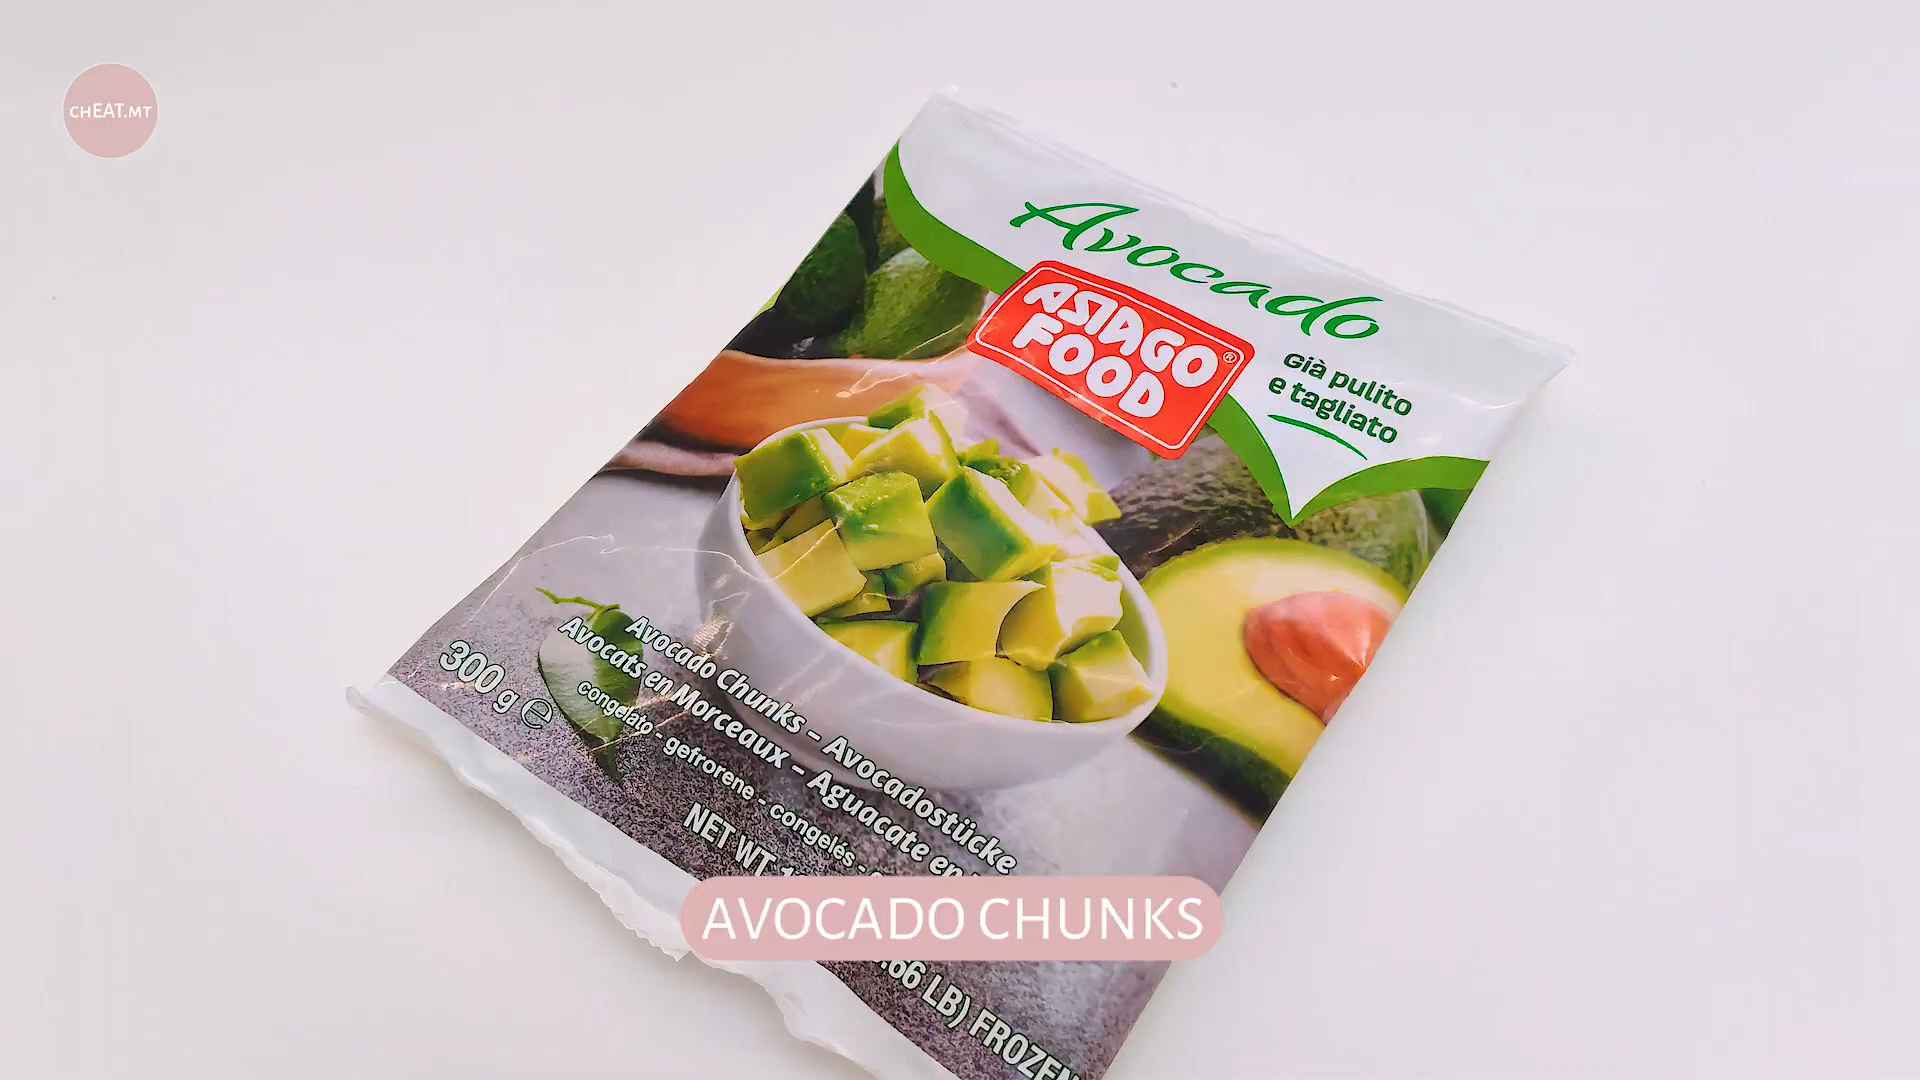 CHEAT.MT
Avocado
ASIAGO
FOOD®
Già pulito
e tagliato
Avocado Chunks – Avocadostücke
Avocats en Morceaux – Aguacate en
congelato - gefrorene - congelés -
300 g e
NET WT.
.66 LB) FROZEN
AVOCADO CHUNKS